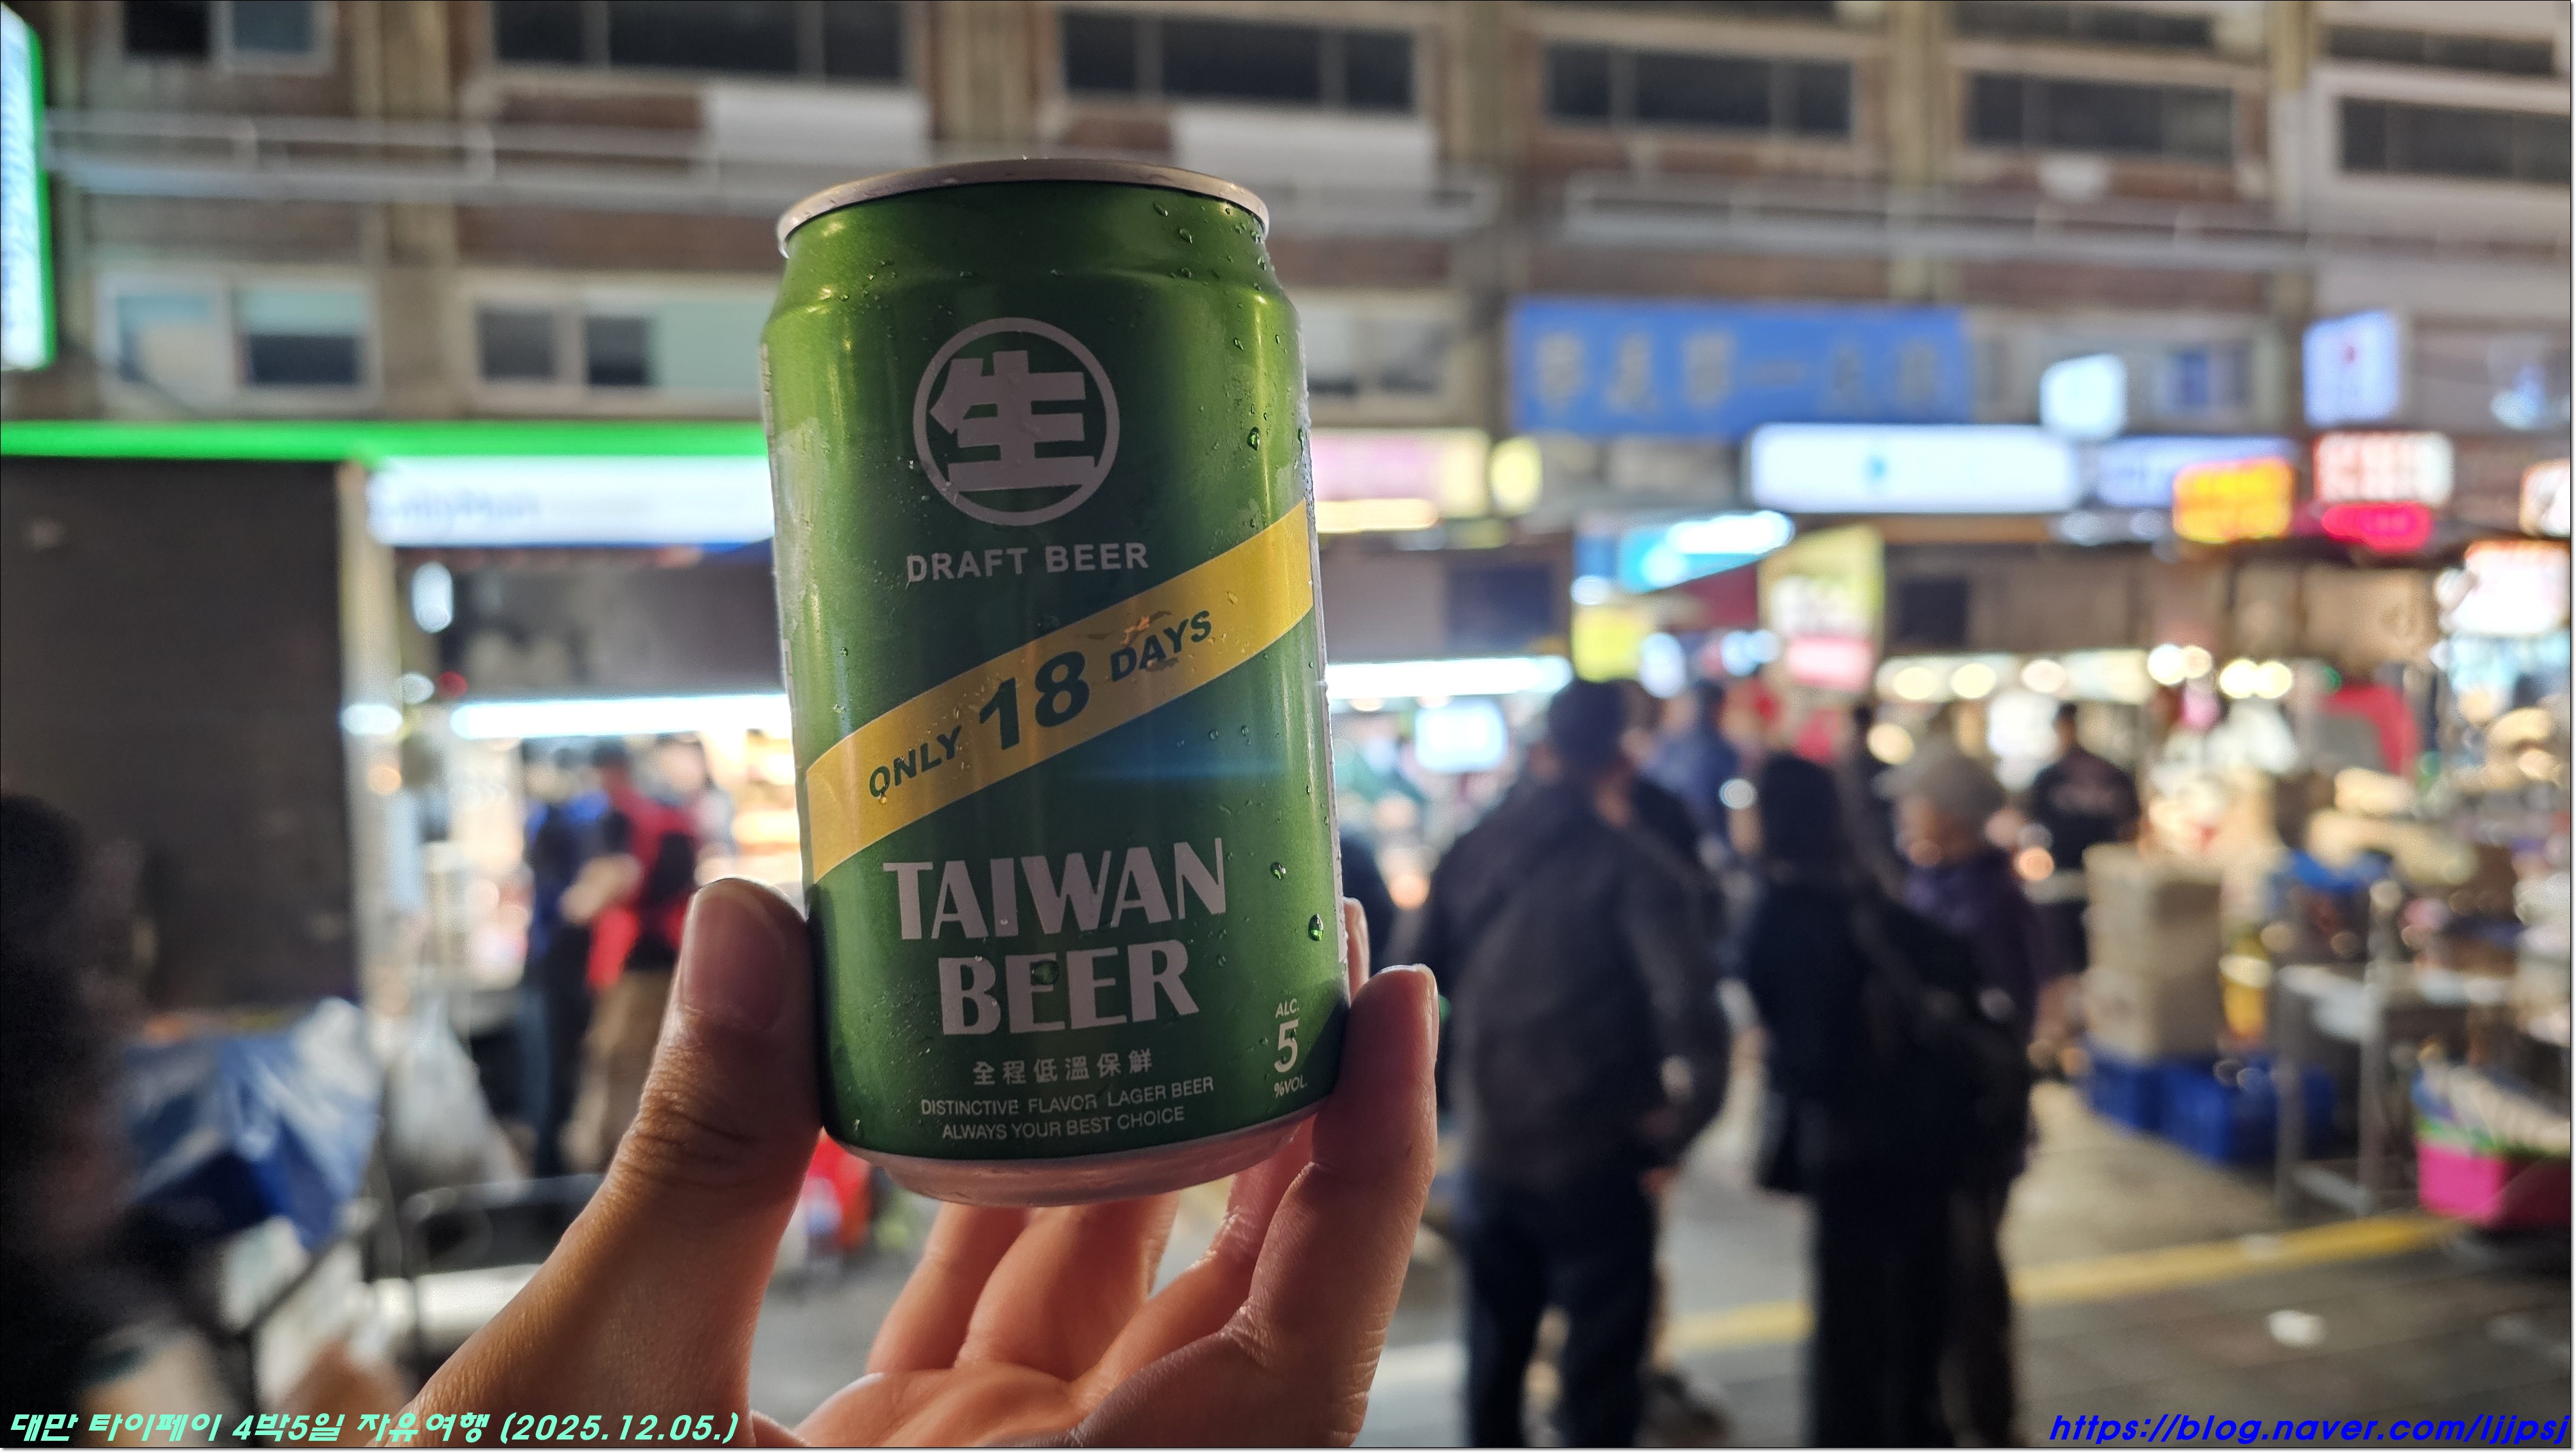 生
DRAFT BEER
ONLY 18 DAYS
TAIWAN
BEER
全程低溫保鮮
DISTINCTIVE FLAVOR LAGER BEER
ALWAYS YOUR BEST CHOICE
ALC.
5
%VOL.
대만 타이페이 4박5일 자유여행 (2025.12.05.)
https://blog.naver.com/ljjpsj